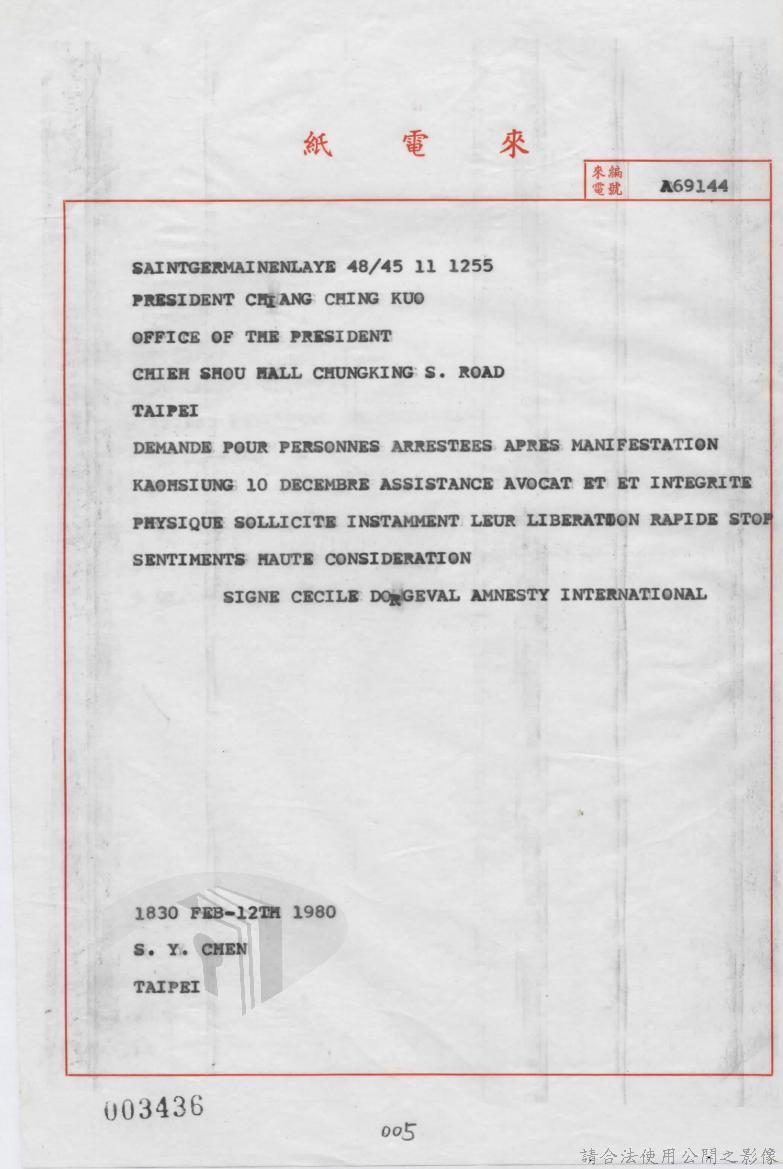 來電紙
來電 編號 A69144
SAINTGERMAINENLAYE 48/45 11 1255
PRESIDENT CHIANG CHING KUO
OFFICE OF THE PRESIDENT
CHIEH SHOU HALL CHUNGKING S. ROAD
TAIPEI
DEMANDE POUR PERSONNES ARRESTEES APRES MANIFESTATION
KAOHSIUNG 10 DECEMBRE ASSISTANCE AVOCAT ET ET INTEGRITE
PHYSIQUE SOLLICITE INSTAMMENT LEUR LIBERATION RAPIDE STOP
SENTIMENTS HAUTE CONSIDERATION
SIGNE CECILE DORGEVAL AMNESTY INTERNATIONAL
1830 FEB-12TH 1980
S. Y. CHEN
TAIPEI
003436
005
請合法使用公開之影像